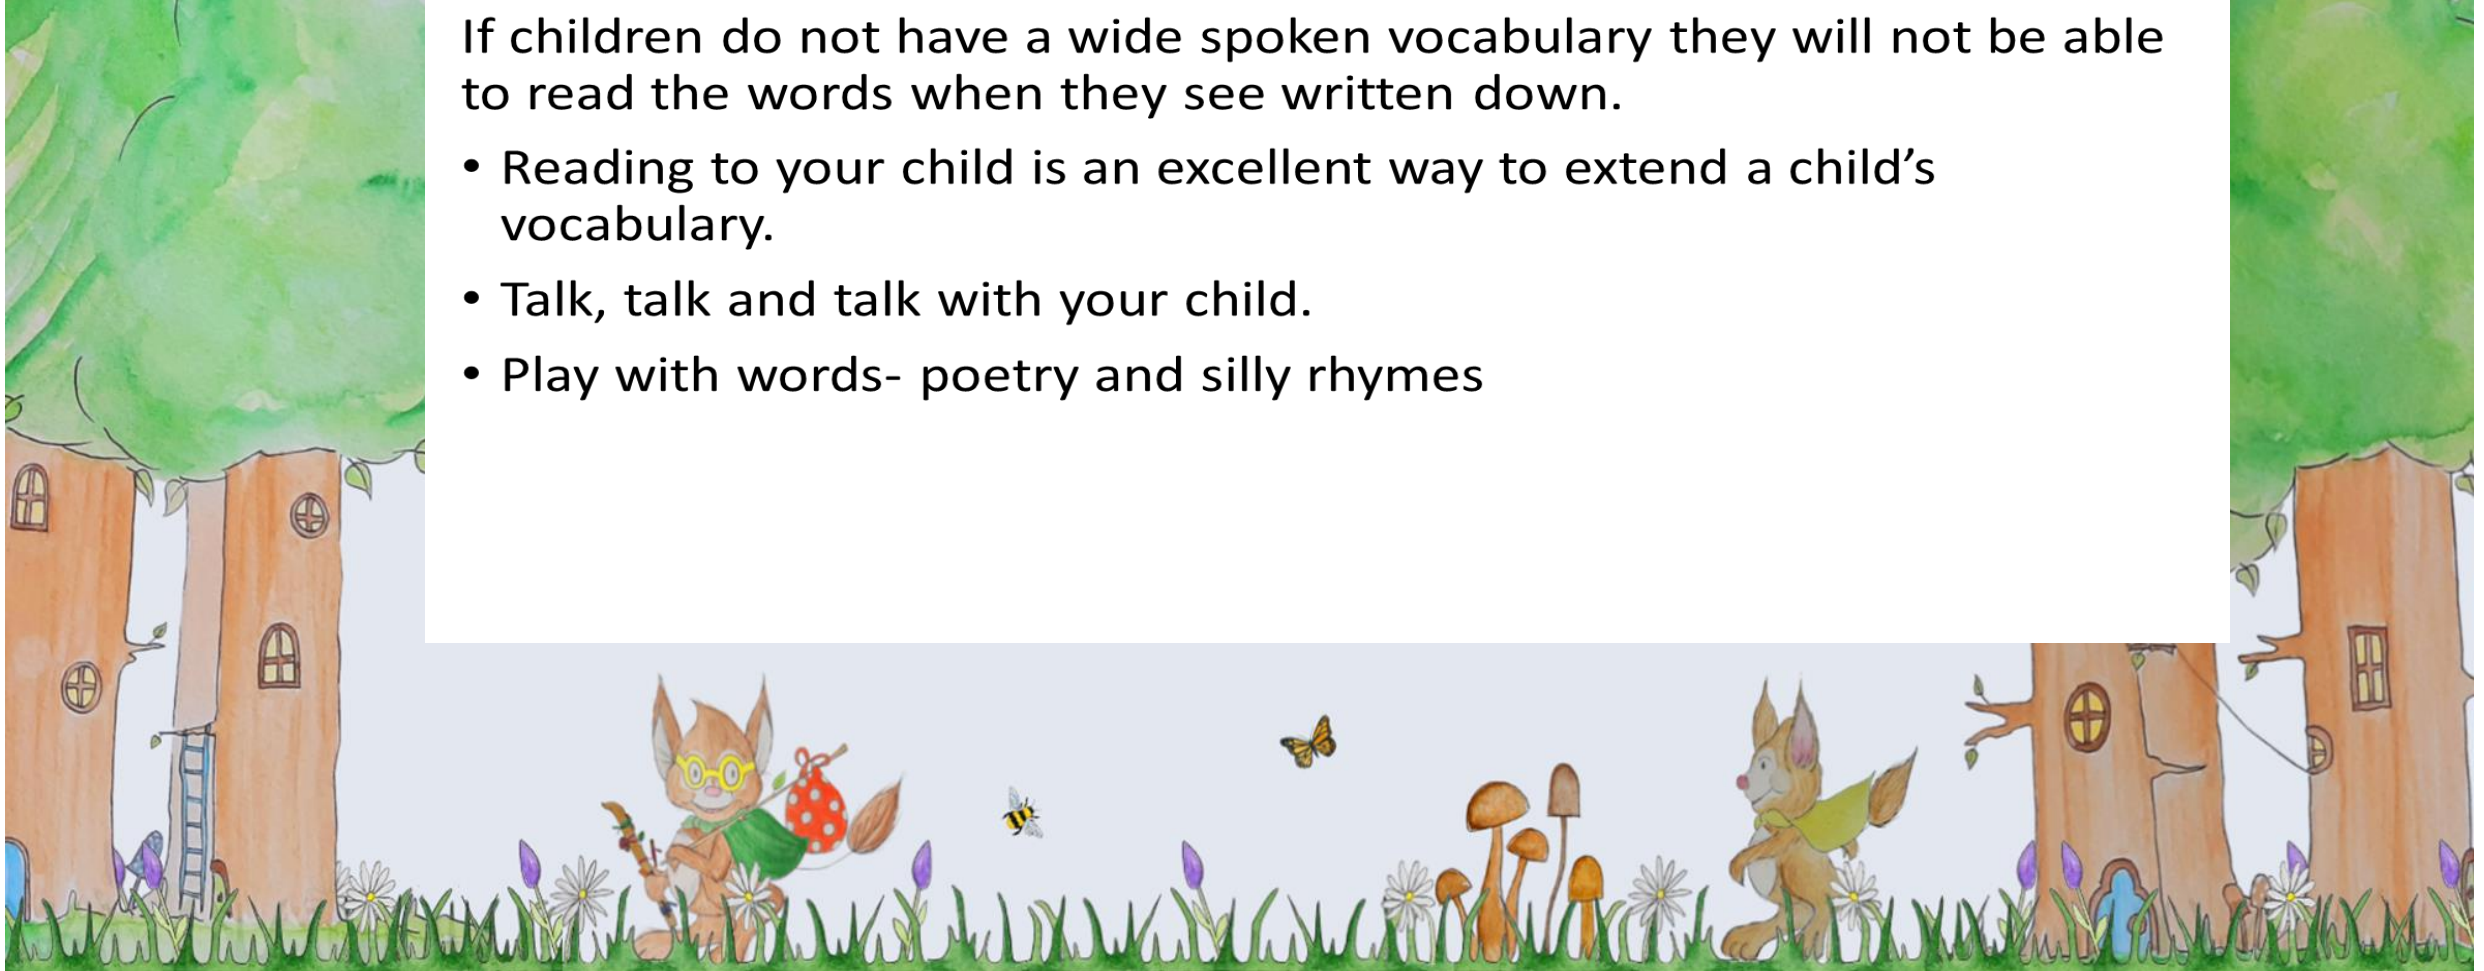 If children do not have a wide spoken vocabulary they will not be able
to read the words when they see written down.
• Reading to your child is an excellent way to extend a child’s
vocabulary.
• Talk, talk and talk with your child.
• Play with words- poetry and silly rhymes